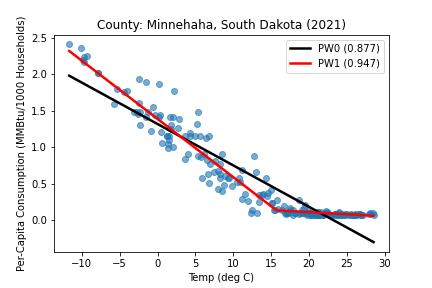 County: Minnehaha, South Dakota (2021)
Per-Capita Consumption (MMBtu/1000 Households)
2.5
2.0
1.5
1.0
0.5
0.0
PW0 (0.877)
PW1 (0.947)
−10 −5 0 5 10 15 20 25 30
Temp (deg C)